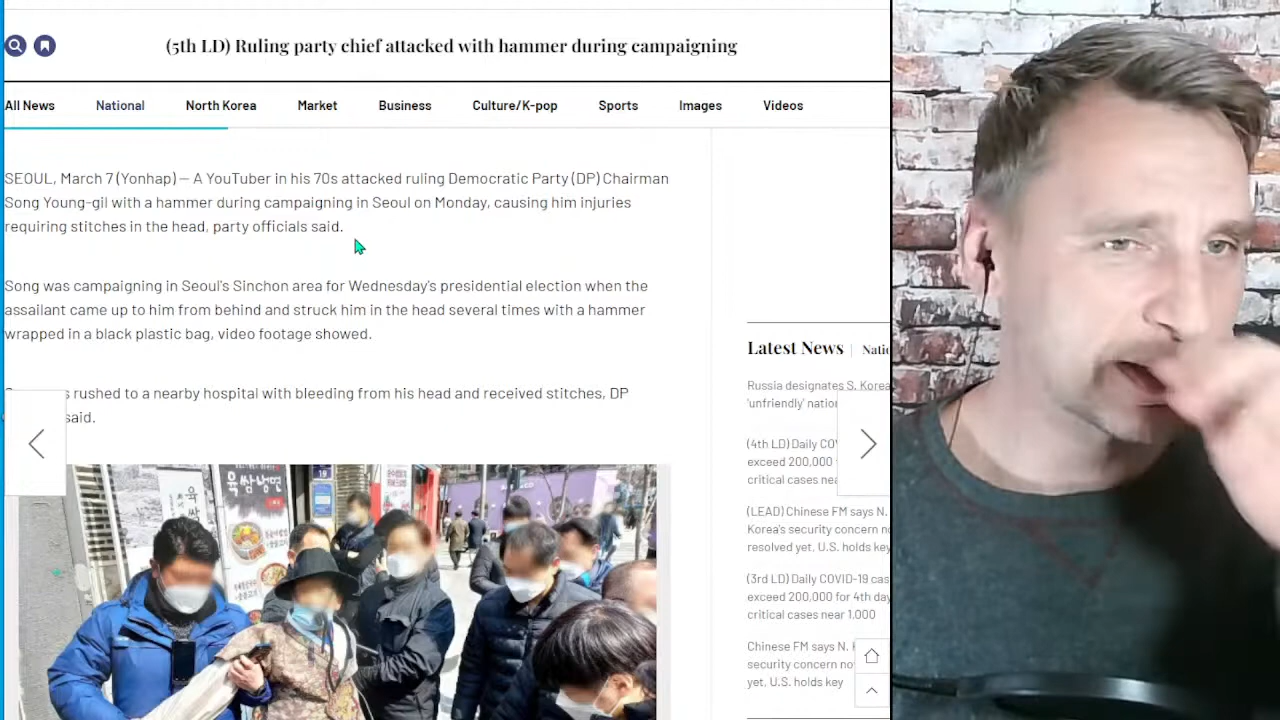 (5th LD) Ruling party chief attacked with hammer during campaigning
All News National North Korea Market Business Culture/K-pop Sports Images Videos
SEOUL, March 7 (Yonhap) -- A YouTuber in his 70s attacked ruling Democratic Party (DP) Chairman
Song Young-gil with a hammer during campaigning in Seoul on Monday, causing him injuries
requiring stitches in the head, party officials said.
Song was campaigning in Seoul's Sinchon area for Wednesday's presidential election when the
assailant came up to him from behind and struck him in the head several times with a hammer
wrapped in a black plastic bag, video footage showed.
rushed to a nearby hospital with bleeding from his head and received stitches, DP
said.
19
육쌈냉면
육쌈
Latest News
Russia designates S. Korea
'unfriendly' nation
(4th LD) Daily
exceed 200,000
critical cases
(LEAD) Chinese FM says N.
Korea's security concern
resolved yet, U.S. holds key
(3rd LD) Daily COVID-19
exceed 200,000 for 4th day
critical cases near 1,000
Chinese FM says N.
security concern
yet, U.S. holds key